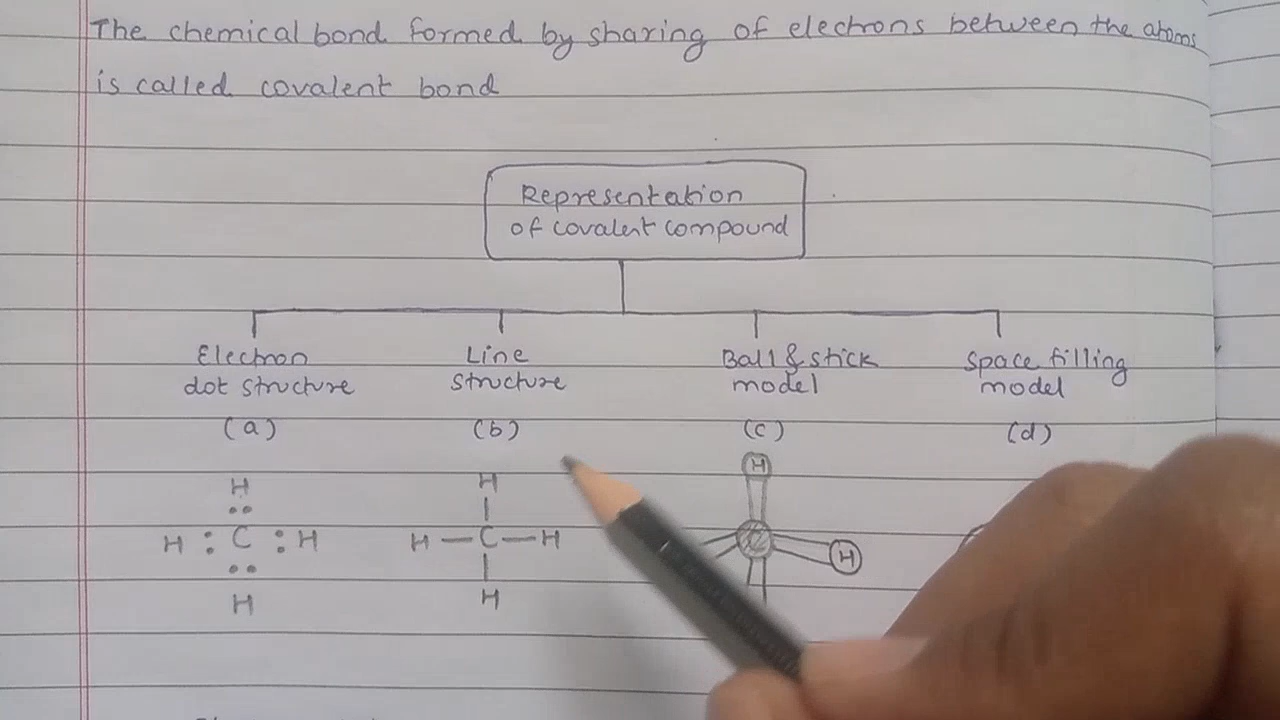 The chemical bond formed by sharing of electrons between the atoms
is called covalent bond
Representation
of covalent compound
Electron
dot structure
Line
structure
Ball & stick
model
Space filling
model
(a)
(b)
(c)
(d)
H
H : C : H
H
H
H — C — H
H
H
C
H